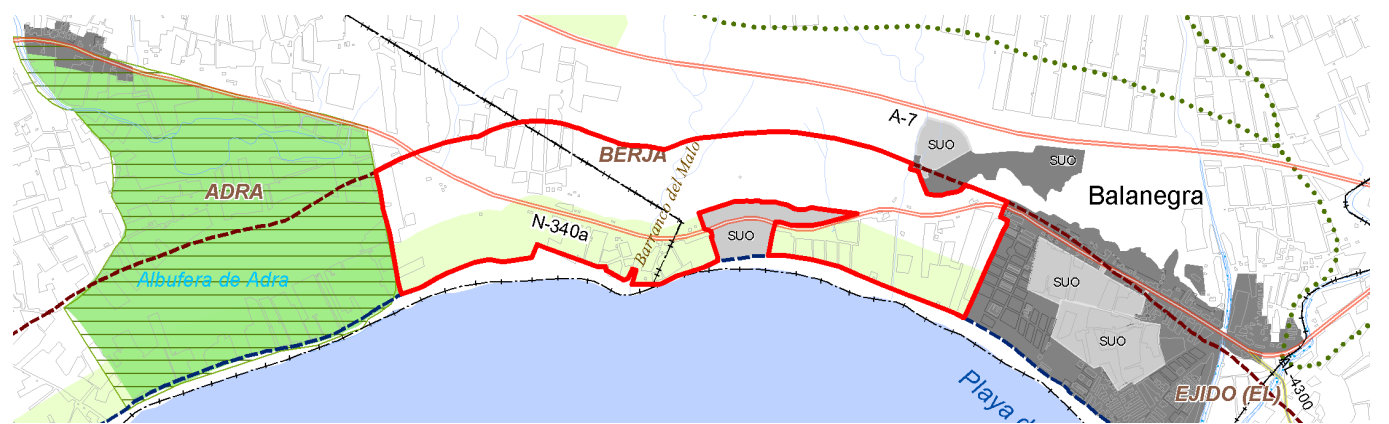 A-7
SUO
SUO
BERJA
ADRA
Barranco del Malo
Balanegra
N-340a
SUO
Albufera de Adra
SUO
SUO
Playa d
EJIDO (EL)